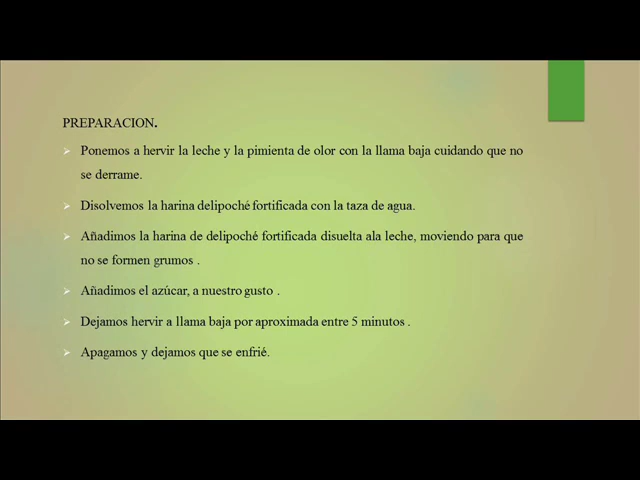 PREPARACION.
Ponemos a hervir la leche y la pimienta de olor con la llama baja cuidando que no
se derrame.
Disolvemos la harina delipoché fortificada con la taza de agua.
Añadimos la harina de delipoché fortificada disuelta ala leche, moviendo para que
no se formen grumos .
Añadimos el azúcar, a nuestro gusto .
Dejamos hervir a llama baja por aproximada entre 5 minutos .
Apagamos y dejamos que se enfrié.